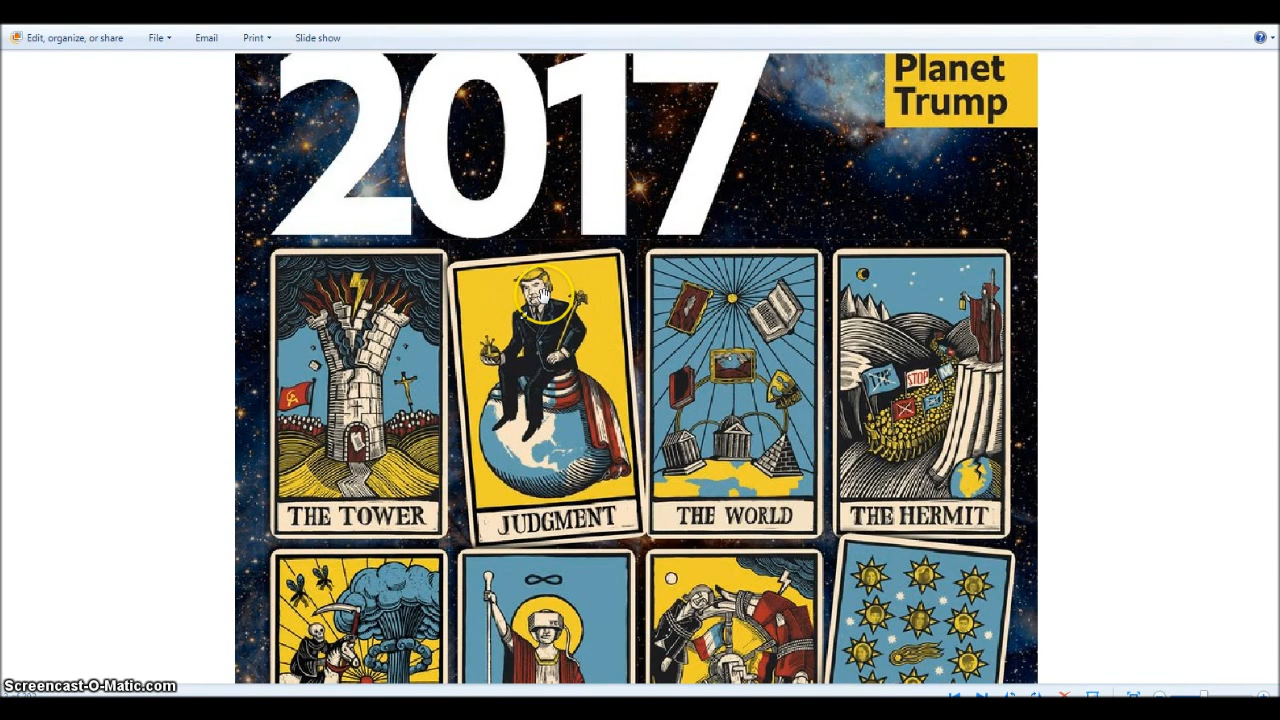 Edit, organize, or share File Email Print Slide show
2017
Planet
Trump
STOP
THE TOWER
JUDGMENT
THE WORLD
THE HERMIT
Screencast-O-Matic.com